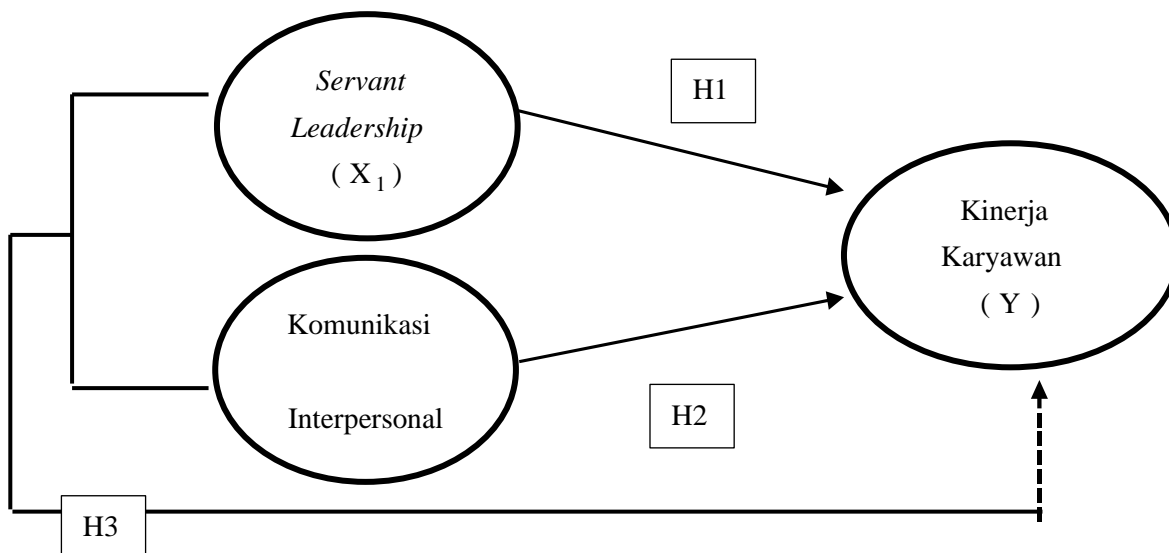 Servant
Leadership
( X1 )
H1
Kinerja
Karyawan
( Y )
Komunikasi
Interpersonal
H2
H3